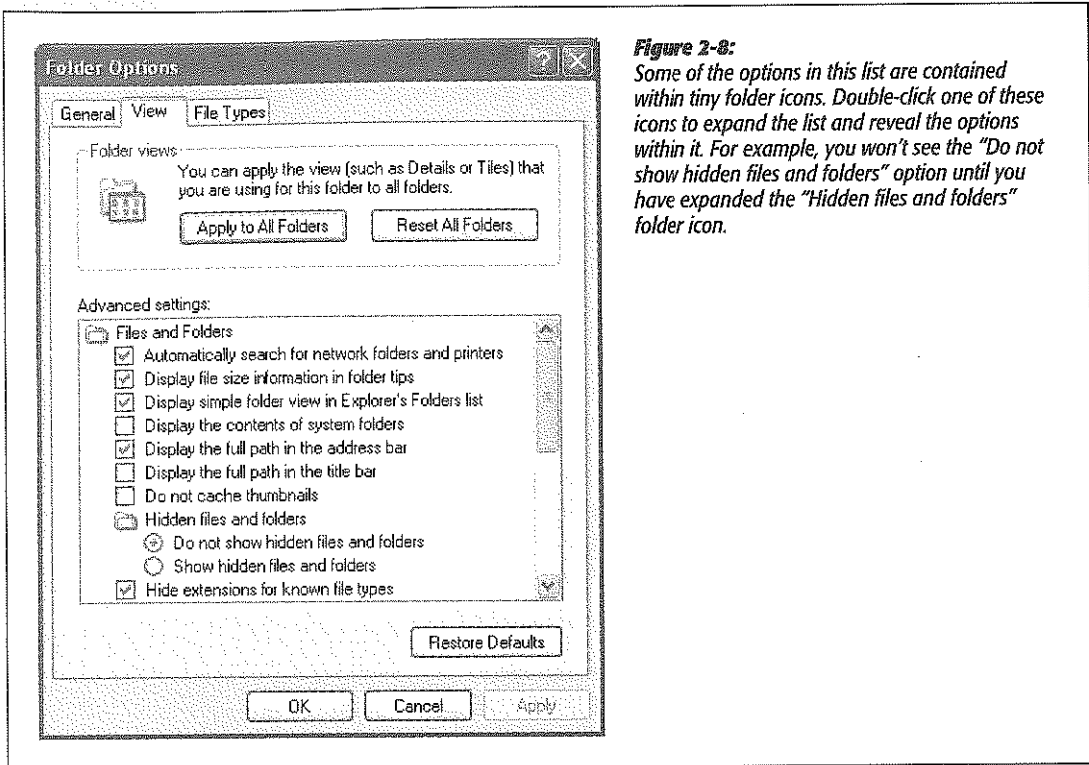 Folder Options
General View File Types
Folder views
You can apply the view (such as Details or Tiles) that
you are using for this folder to all folders.
Apply to All Folders Reset All Folders
Advanced settings:
Files and Folders
Automatically search for network folders and printers
Display file size information in folder tips
Display simple folder view in Explorer's Folders list
Display the contents of system folders
Display the full path in the address bar
Display the full path in the title bar
Do not cache thumbnails
Hidden files and folders
Do not show hidden files and folders
Show hidden files and folders
Hide extensions for known file types
Restore Defaults
OK Cancel Apply
Figure 2-8:
Some of the options in this list are contained
within tiny folder icons. Double-click one of these
icons to expand the list and reveal the options
within it. For example, you won't see the "Do not
show hidden files and folders" option until you
have expanded the "Hidden files and folders"
folder icon.